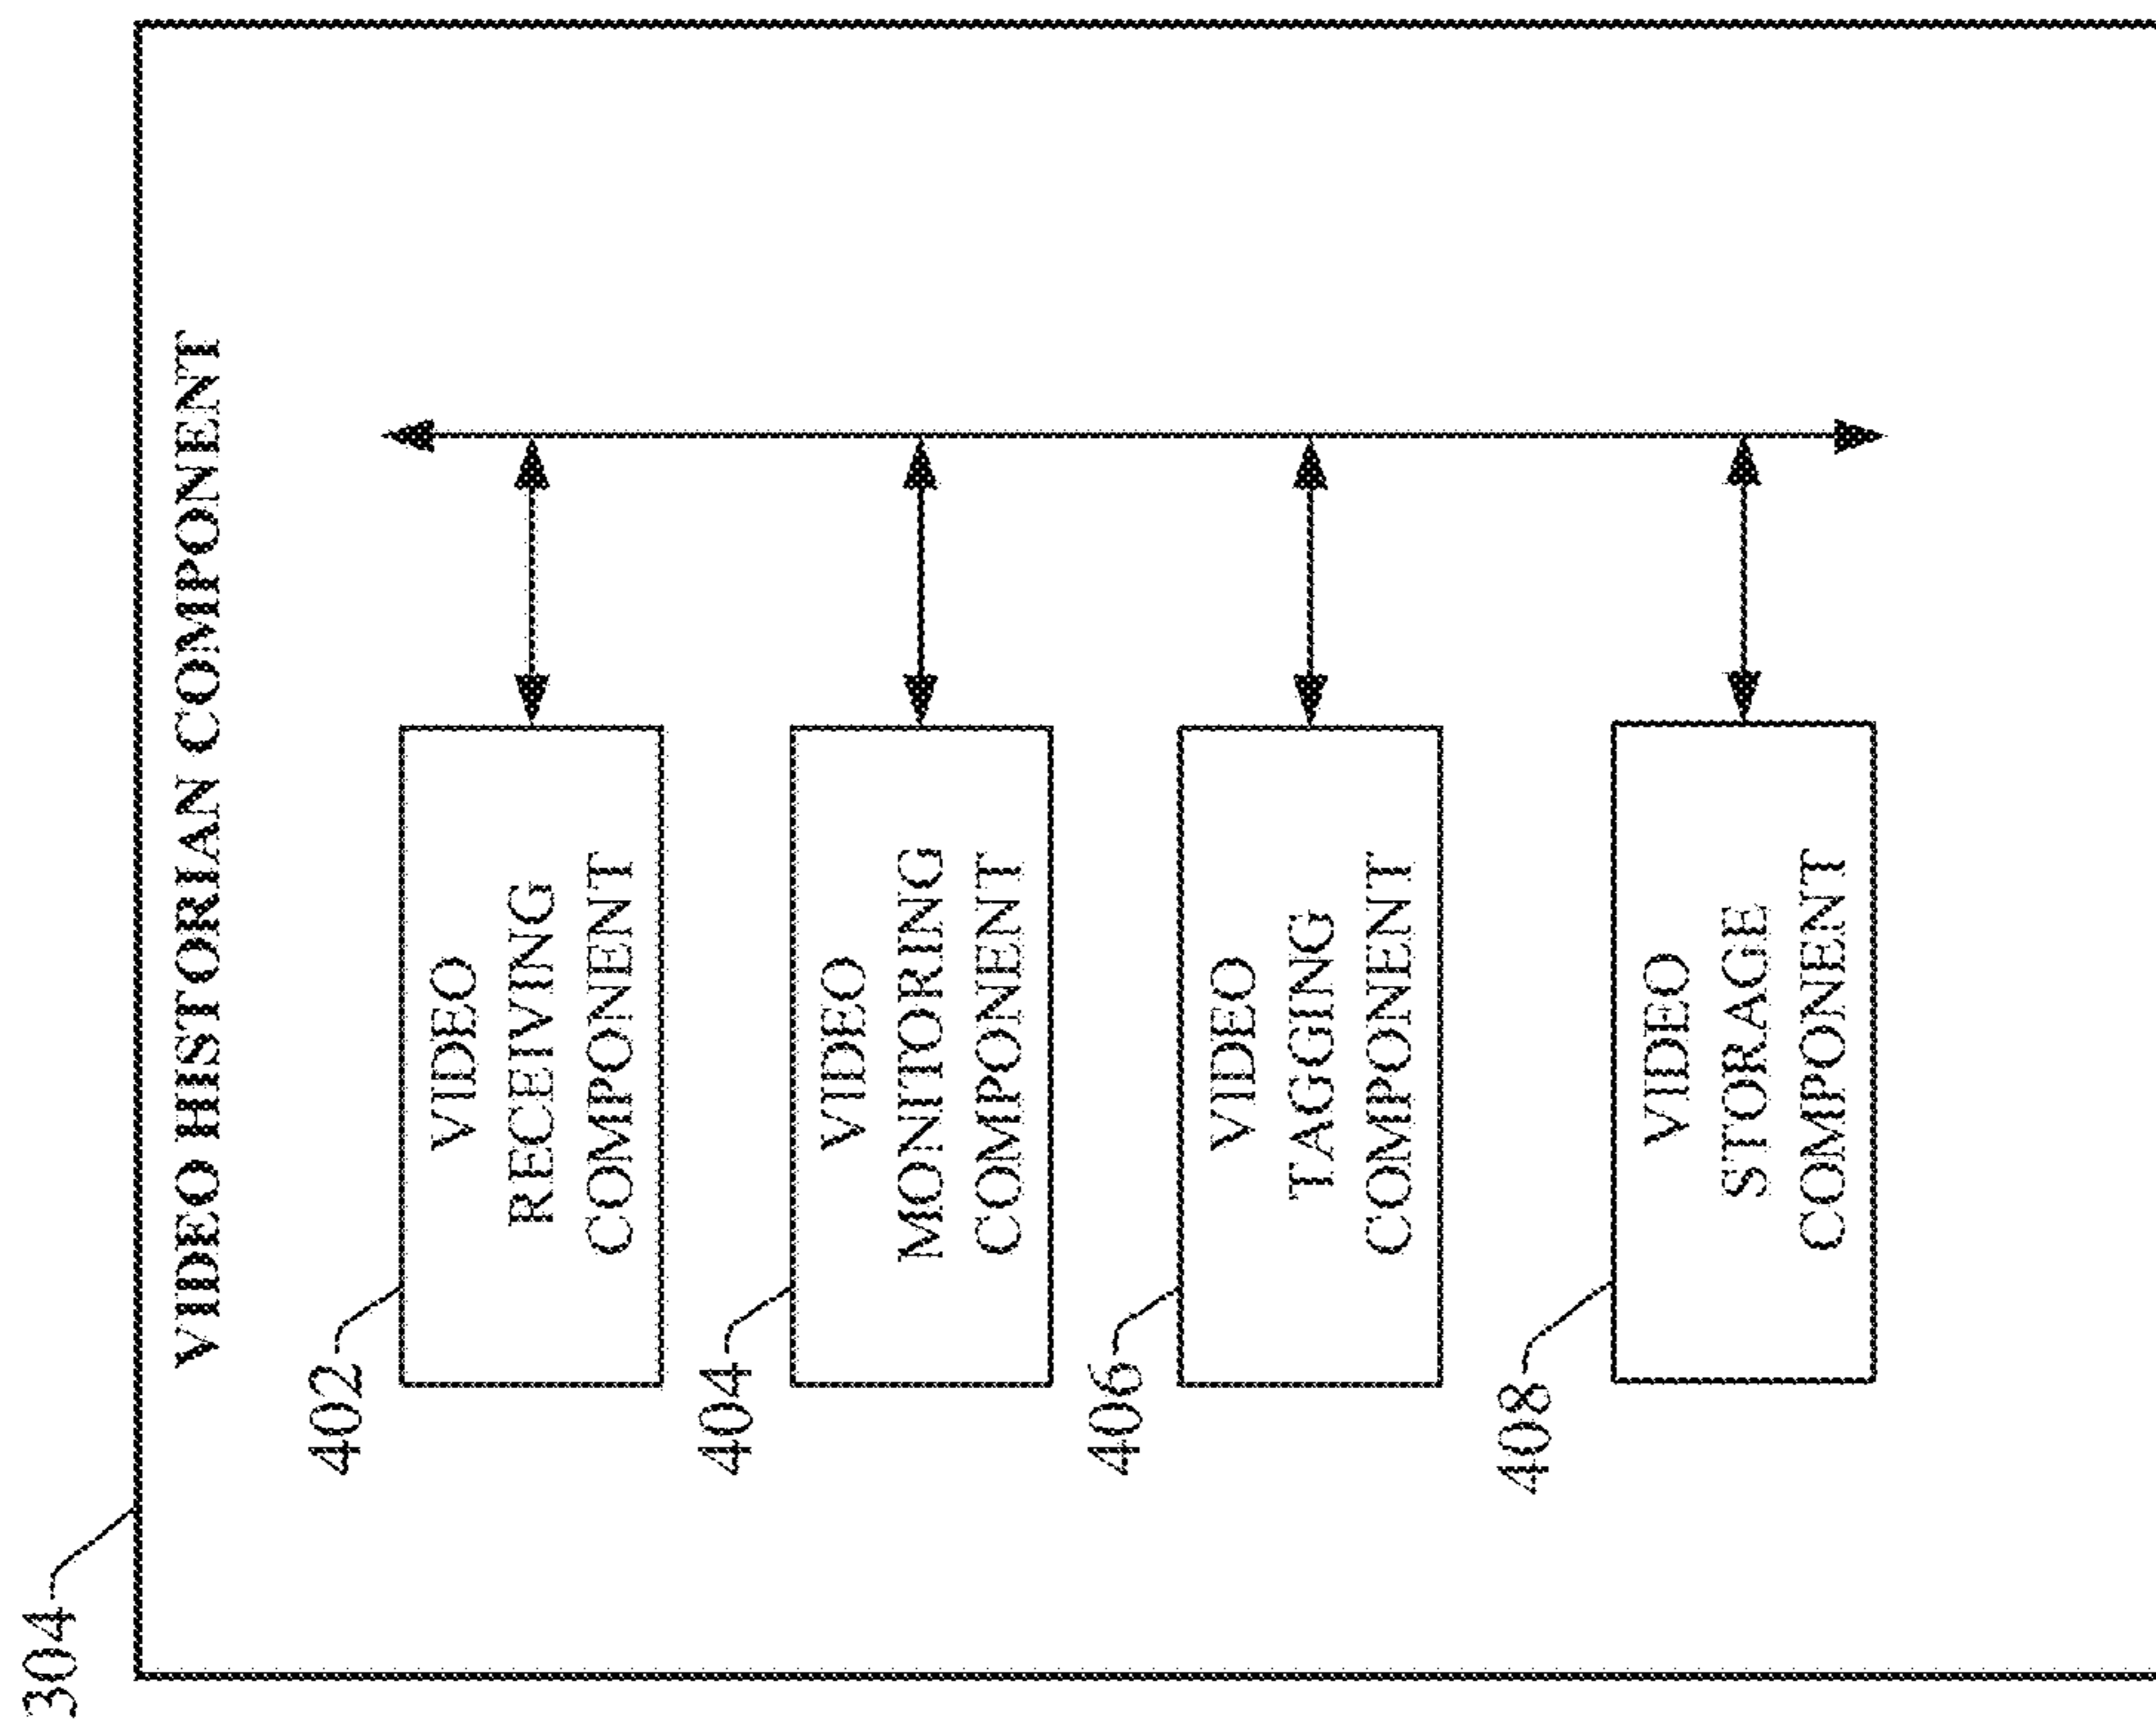 304
VIDEO HISTORIAN COMPONENT
402
VIDEO
RECEIVING
COMPONENT
404
VIDEO
MONITORING
COMPONENT
406
VIDEO
TAGGING
COMPONENT
408
VIDEO
STORAGE
COMPONENT